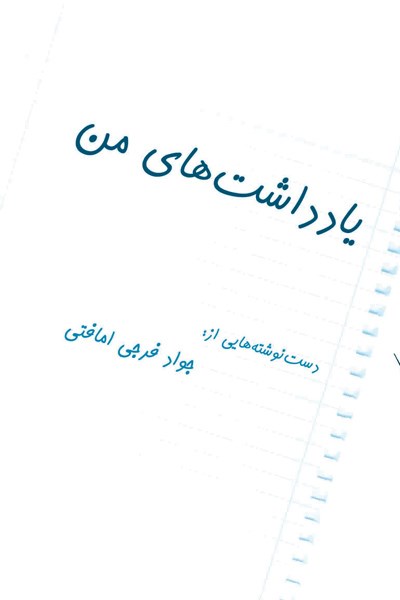 یادداشت‌های من
دست‌نوشته‌هایی از:
جواد فرجی امافتی